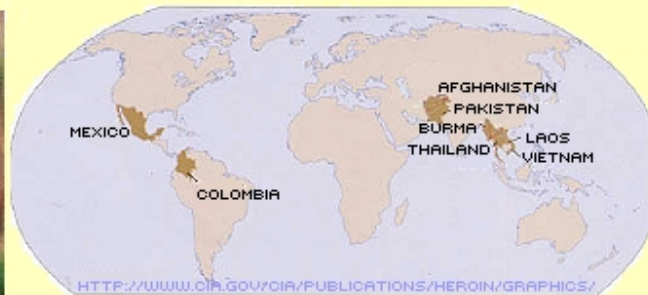 AFGHANISTAN
PAKISTAN
MEXICO
BURMA
LAOS
THAILAND
VIETNAM
COLOMBIA
HTTP://WWW.CIA.GOV/CIA/PUBLICATIONS/HEROIN/GRAPHICS/